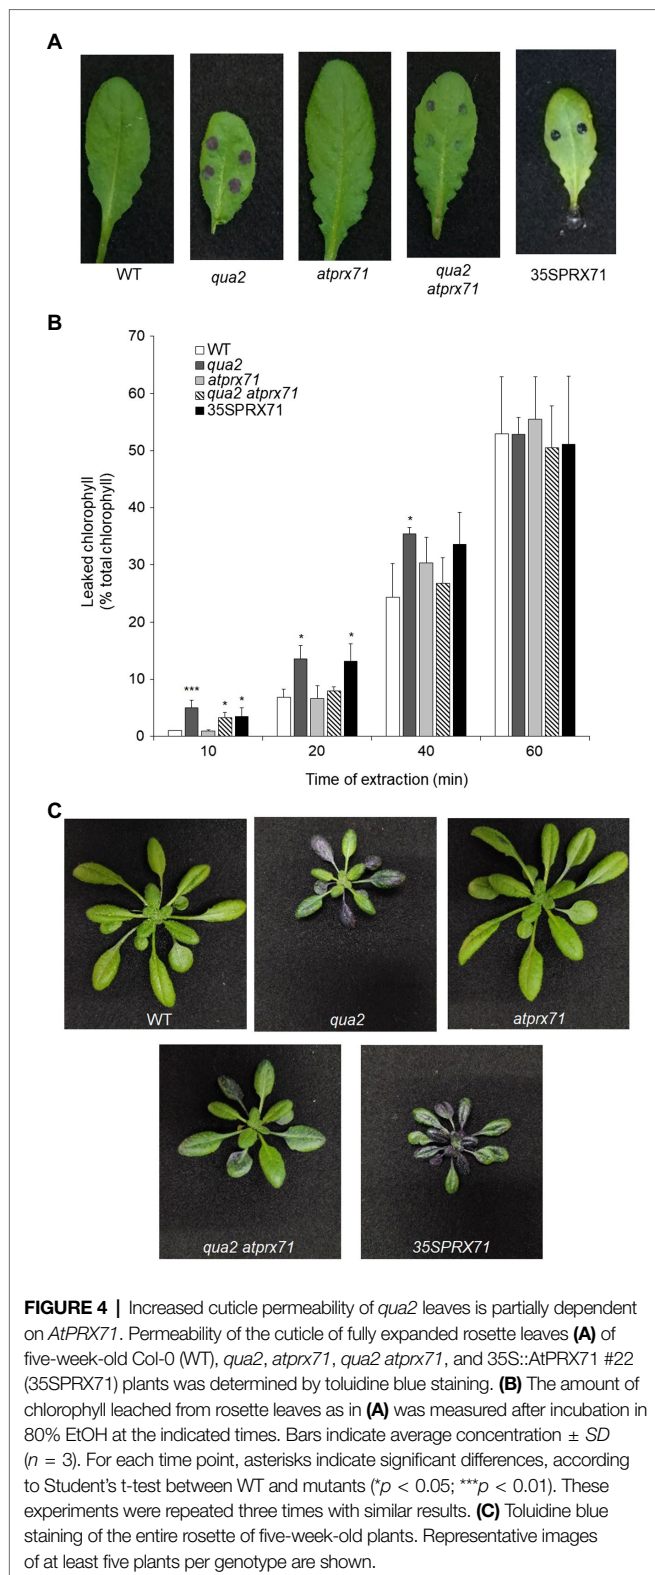 A
WT
qua2
atprx71
qua2
atprx71
35SPRX71
B
70
60
50
40
30
20
10
0
Leaked chlorophyll
(% total chlorophyll)
WT
qua2
atprx71
qua2 atprx71
35SPRX71
***
*
*
*
*
*
10
20
40
60
Time of extraction (min)
C
WT
qua2
atprx71
qua2 atprx71
35SPRX71
FIGURE 4 | Increased cuticle permeability of qua2 leaves is partially dependent
on AtPRX71. Permeability of the cuticle of fully expanded rosette leaves (A) of
five-week-old Col-0 (WT), qua2, atprx71, qua2 atprx71, and 35S::AtPRX71 #22
(35SPRX71) plants was determined by toluidine blue staining. (B) The amount of
chlorophyll leached from rosette leaves as in (A) was measured after incubation in
80% EtOH at the indicated times. Bars indicate average concentration ± SD
(n = 3). For each time point, asterisks indicate significant differences, according
to Student’s t-test between WT and mutants (*p < 0.05; ***p < 0.01). These
experiments were repeated three times with similar results. (C) Toluidine blue
staining of the entire rosette of five-week-old plants. Representative images
of at least five plants per genotype are shown.